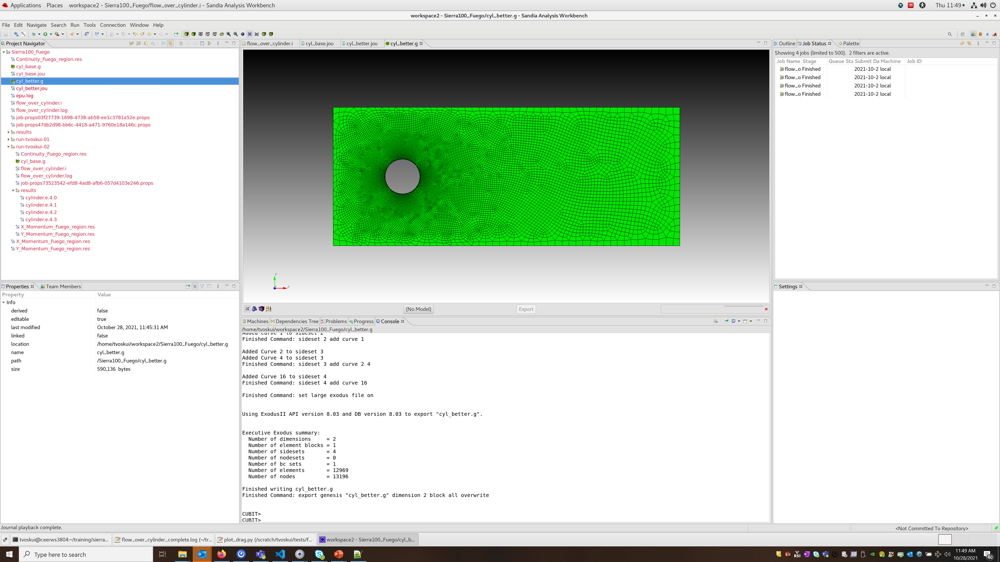 Applications Places workspace2 - Sierra100_Fuego/flow_over_cylinder.i - Sandia Analysis Workbench
Thu 11:49
workspace2 - Sierra100_Fuego/cyl_better.g - Sandia Analysis Workbench
File Edit Navigate Search Run Tools Connection Window Help
Project Navigator
Sierra100_Fuego
Continuity_Fuego_region.res
cyl_base.g
cyl_base.jou
cyl_better.g
cyl_better.jou
epu.log
flow_over_cylinder.i
flow_over_cylinder.log
job-props03f27739-1698-4738-ab58-ee1c3781a52e.props
job-props47db2d98-bb6c-4418-a471-9760e18a146c.props
results
run-tvoskui-01
run-tvoskui-02
Continuity_Fuego_region.res
cyl_base.g
flow_over_cylinder.i
flow_over_cylinder.log
job-props73523542-efd8-4ad8-afb6-057d4103e246.props
results
cylinder.e.4.0
cylinder.e.4.1
cylinder.e.4.2
cylinder.e.4.3
X_Momentum_Fuego_region.res
Y_Momentum_Fuego_region.res
X_Momentum_Fuego_region.res
Y_Momentum_Fuego_region.res
Properties Team Members
Property Value
Info
derived false
editable true
last modified October 28, 2021, 11:45:31 AM
linked false
location /home/tvoskui/workspace2/Sierra100_Fuego/cyl_better.g
name cyl_better.g
path /Sierra100_Fuego/cyl_better.g
size 590,136 bytes
flow_over_cylinder.i cyl_base.jou cyl_better.jou cyl_better.g
Y
Z X
(No Model) Export
Machines Dependencies Tree Problems Progress Console
/home/tvoskui/workspace2/Sierra100_Fuego/cyl_better.g
Added Curve 1 to sideset 2
Finished Command: sideset 2 add curve 1
Added Curve 2 to sideset 3
Added Curve 4 to sideset 3
Finished Command: sideset 3 add curve 2 4
Added Curve 16 to sideset 4
Finished Command: sideset 4 add curve 16
Finished Command: set large exodus file on
Using ExodusII API version 8.03 and DB version 8.03 to export "cyl_better.g".
Executive Exodus summary:
Number of dimensions = 2
Number of element blocks = 1
Number of sidesets = 4
Number of nodesets = 0
Number of bc sets = 1
Number of elements = 12969
Number of nodes = 13196
Finished writing cyl_better.g
Finished Command: export genesis "cyl_better.g" dimension 2 block all overwrite
CUBIT>
CUBIT>
Outline Job Status Palette
Showing 4 jobs (limited to 500). 2 filters are active.
Job Name Stage Queue Sta Submit Da Machine Job ID
flow_o Finished 2021-10-2 local
flow_o Finished 2021-10-2 local
flow_o Finished 2021-10-2 local
flow_o Finished 2021-10-2 local
Settings
Journal playback complete.
<Not Committed To Repository>
tvoskui@ceerws3804:~/training/sierra... flow_over_cylinder_complete.log (~/tr... plot_drag.py (/scratch/tvoskui/tests/f... workspace2 - Sierra100_Fuego/cyl_b...
Type here to search
RSI
11:49 AM
10/28/2021
40